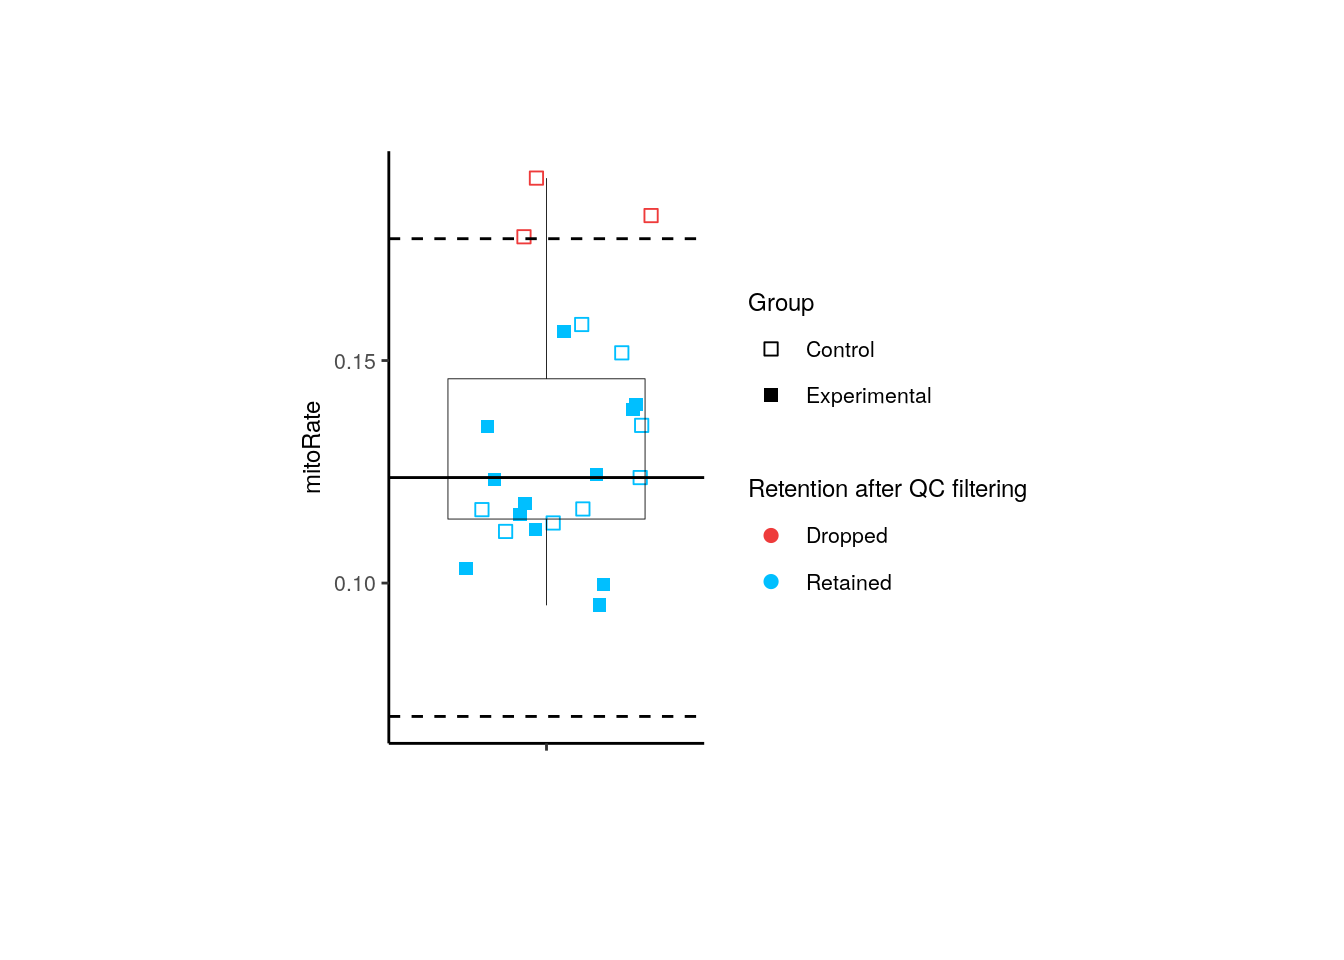 mitoRate
0.15
0.10
Group
Control
Experimental
Retention after QC filtering
Dropped
Retained